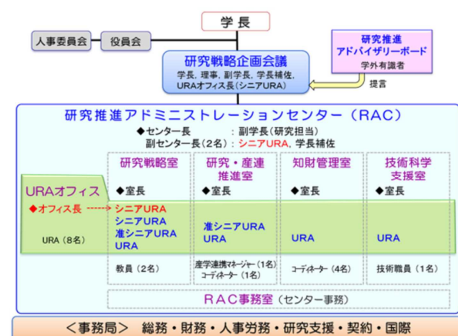 学長
人事委員会
役員会
研究戦略企画会議
学長, 理事, 副学長, 学長補佐,
URAオフィス長(シニアURA)
研究推進
アドバイザリーボード
学外有識者
提言
研究推進アドミニストレーションセンター（RAC）
◆センター長　：副学長(研究担当)
副センター長(2名)：シニアURA, 学長補佐
研究戦略室
◆室長
研究・産連
推進室
◆室長
知財管理室
◆室長
技術科学
支援室
◆室長
URAオフィス
◆オフィス長
URA（8名）
シニアURA
シニアURA
准シニアURA
URA
准シニアURA
URA
URA
URA
教員（2名）
産学連携マネージャー(1名)
コーディネーター（1名）
コーディネーター（4名）
技術職員（1名）
RAC事務室（センター事務）
＜事務局＞　総務・財務・人事労務・研究支援・契約・国際